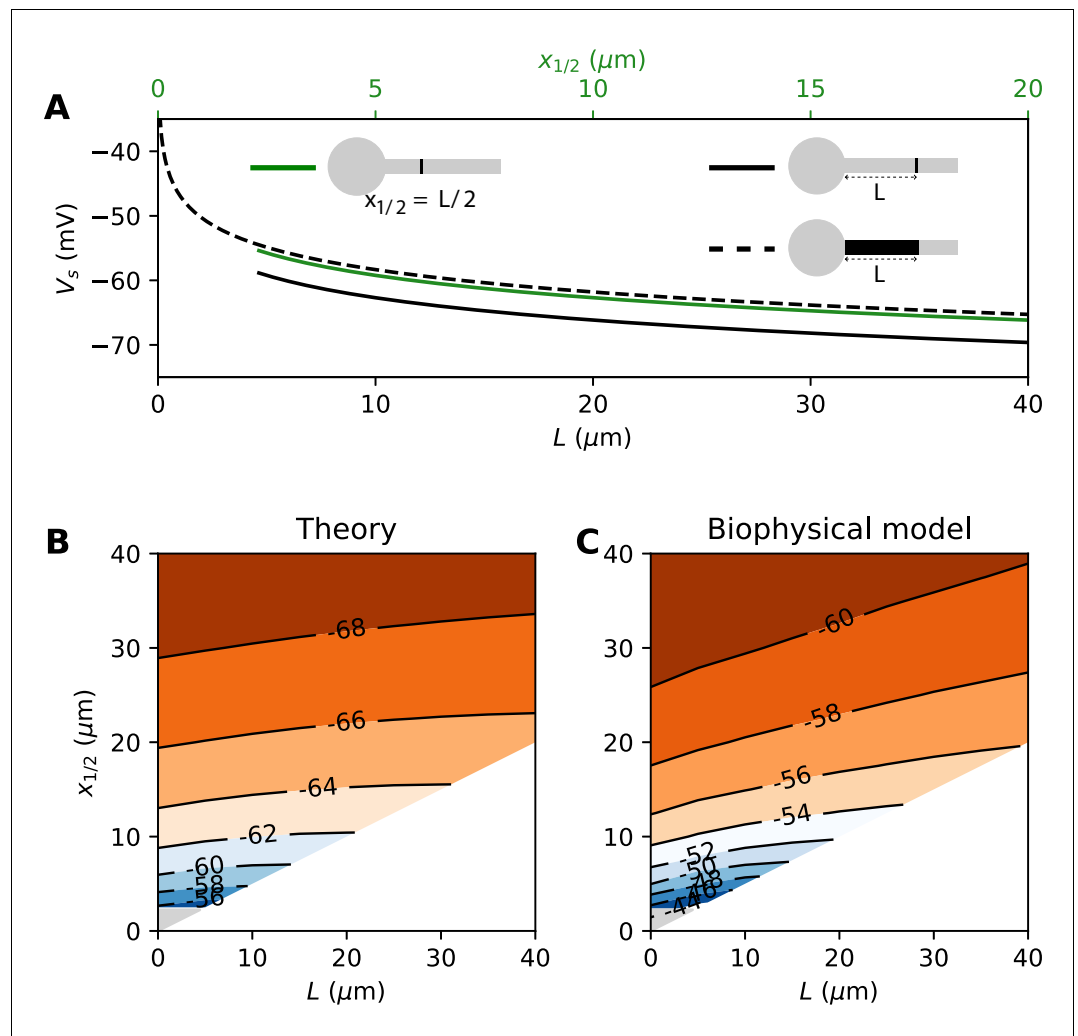 x1/2 (μm)
0 5 10 15 20
A
−40
−50
−60
−70
Vs (mV)
x1/2 = L/2
L
L
0 10 20 30 40
L (μm)
B Theory
40
30
20
10
0
x1/2 (μm)
-68
-66
-64
-62
-60
-58
-56
0 10 20 30 40
L (μm)
C Biophysical model
40
30
20
10
0
-60
-58
-56
-54
-52
-50
-48
-46
-44
0 10 20 30 40
L (μm)